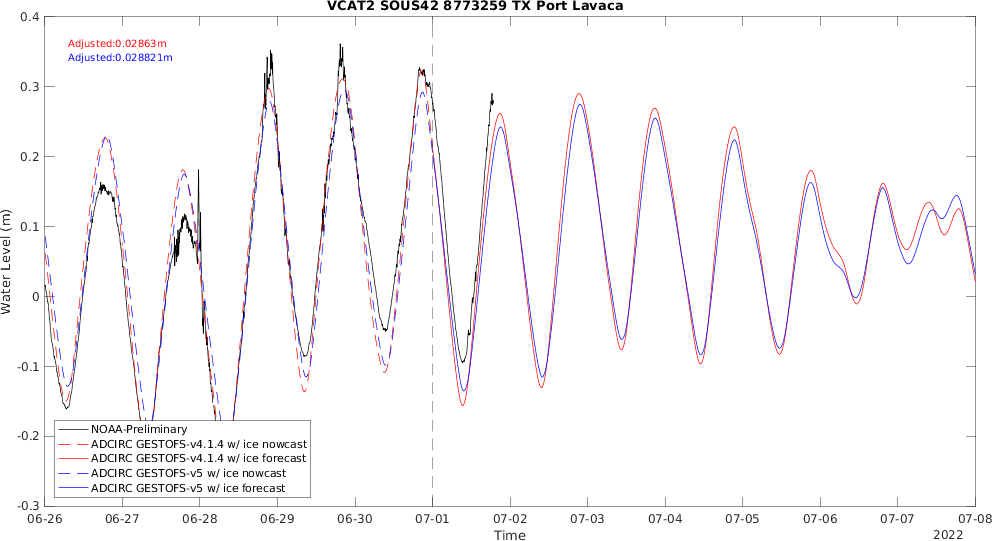 VCAT2 SOUS42 8773259 TX Port Lavaca
Adjusted:0.02863m
Adjusted:0.028821m
Water Level (m)
0.4
0.3
0.2
0.1
0
-0.1
-0.2
-0.3
NOAA-Preliminary
ADCIRC GESTOFS-v4.1.4 w/ ice nowcast
ADCIRC GESTOFS-v4.1.4 w/ ice forecast
ADCIRC GESTOFS-v5 w/ ice nowcast
ADCIRC GESTOFS-v5 w/ ice forecast
06-26 06-27 06-28 06-29 06-30 07-01 07-02 07-03 07-04 07-05 07-06 07-07 07-08
Time
2022